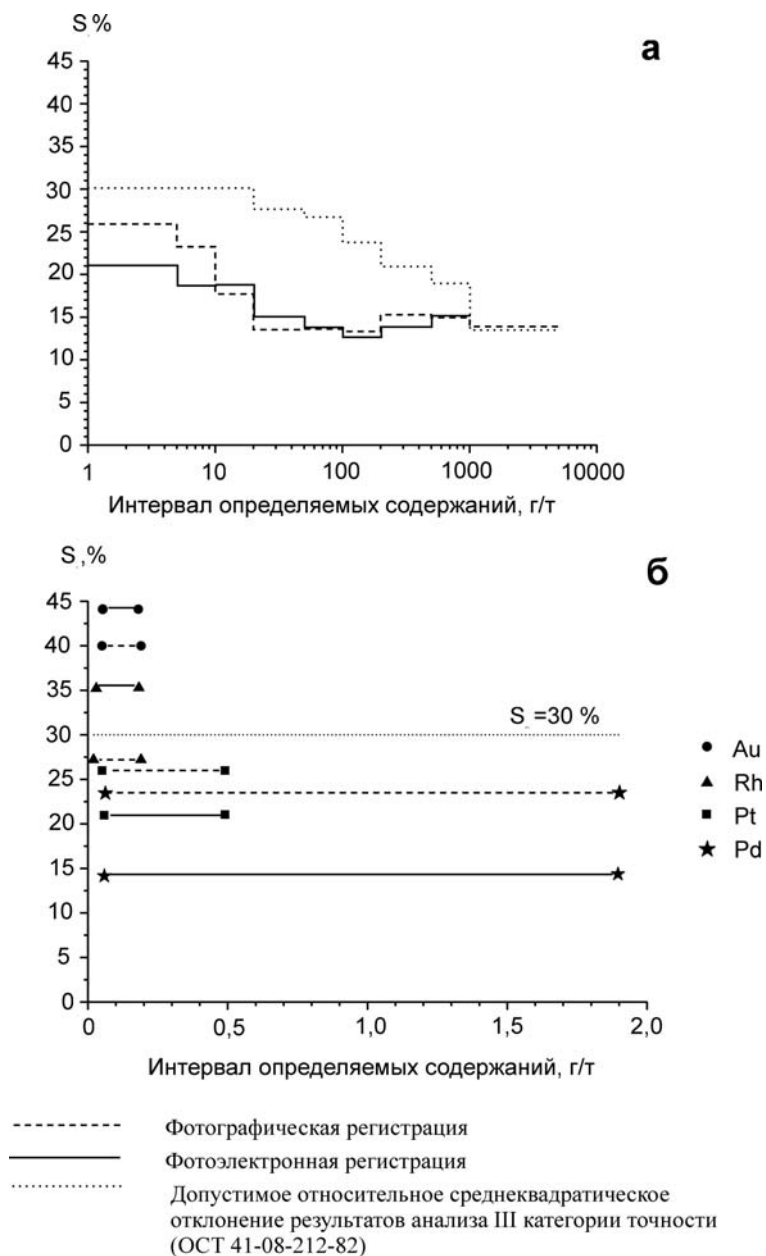 S, %
а
45
40
35
30
25
20
15
10
5
0
1 10 100 1000 10000
Интервал определяемых содержаний, г/т
S ,%
б
45
40
35
30
25
20
15
10
5
0
S =30 %
Au
Rh
Pt
Pd
0 0,5 1,0 1,5 2,0
Интервал определяемых содержаний, г/т
Фотографическая регистрация
Фотоэлектронная регистрация
Допустимое относительное среднеквадратическое
отклонение результатов анализа III категории точности
(ОСТ 41-08-212-82)